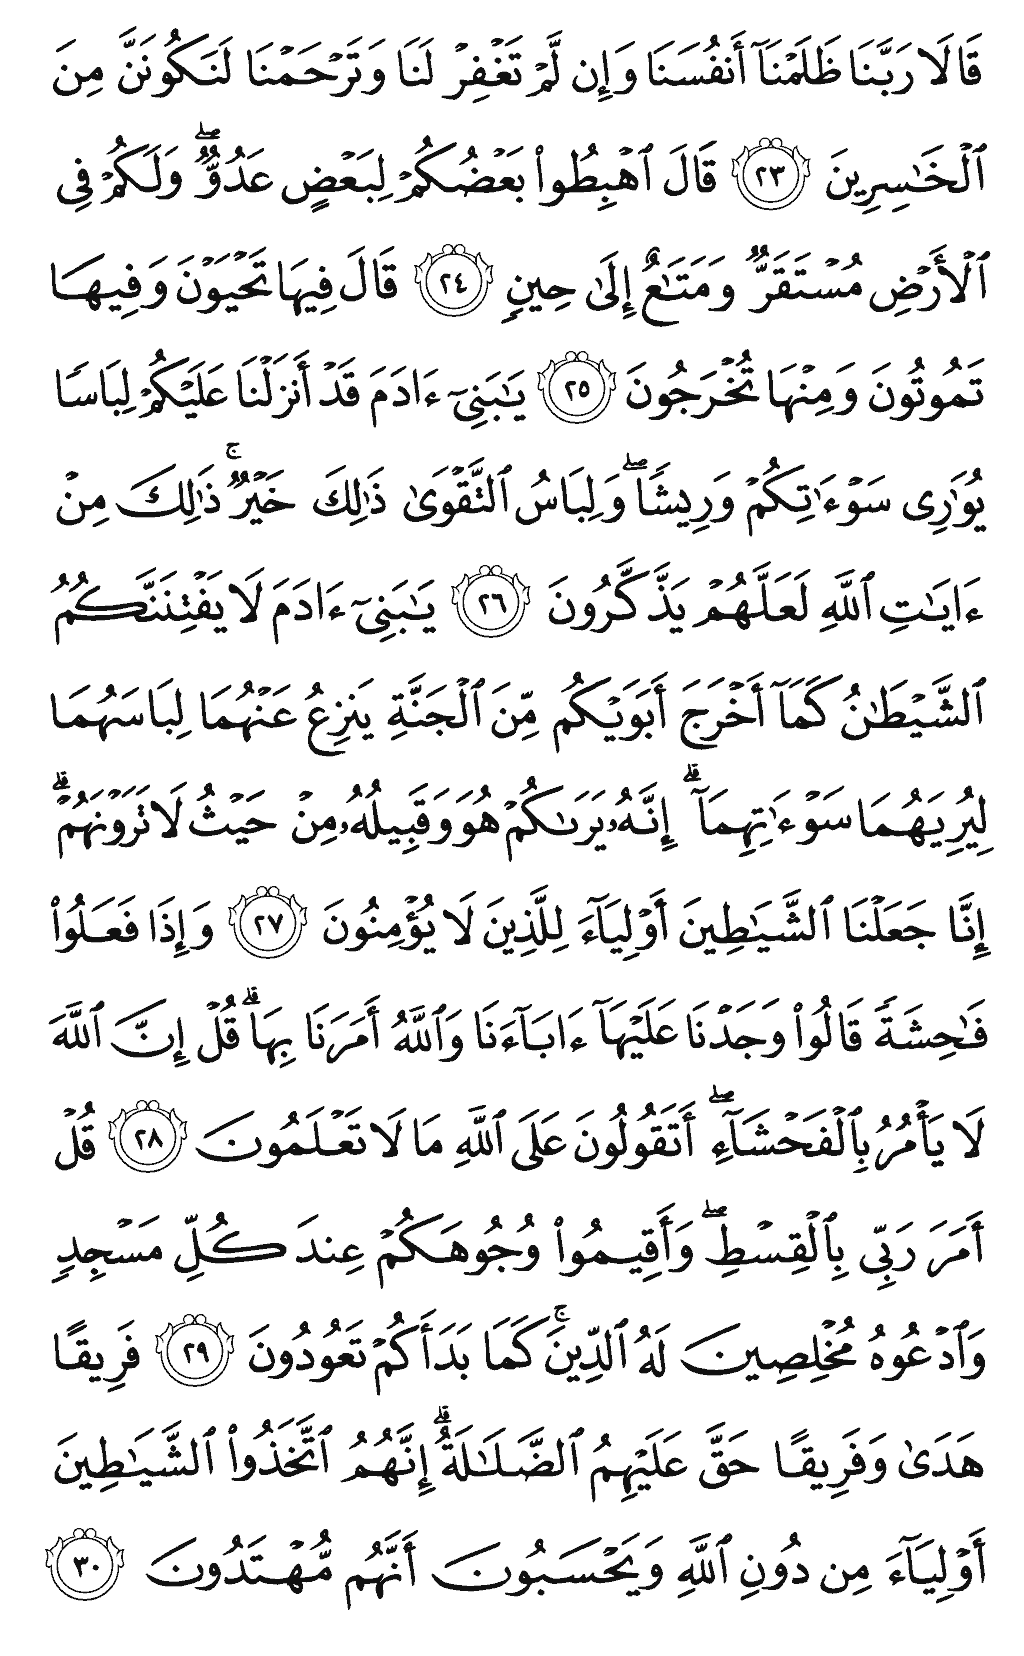 قَالَا رَبَّنَا ظَلَمْنَآ أَنفُسَنَا وَإِن لَّمْ تَغْفِرْ لَنَا وَتَرْحَمْنَا لَنَكُونَنَّ مِنَ
ٱلْخَٰسِرِينَ ٢٣ قَالَ ٱهْبِطُوا۟ بَعْضُكُمْ لِبَعْضٍ عَدُوٌّ ۖ وَلَكُمْ فِى
ٱلْأَرْضِ مُسْتَقَرٌّ وَمَتَٰعٌ إِلَىٰ حِينٍ ٢٤ قَالَ فِيهَا تَحْيَوْنَ وَفِيهَا
تَمُوتُونَ وَمِنْهَا تُخْرَجُونَ ٢٥ يَٰبَنِىٓ ءَادَمَ قَدْ أَنزَلْنَا عَلَيْكُمْ لِبَاسًا
يُوَٰرِى سَوْءَٰتِكُمْ وَرِيشًا ۖ وَلِبَاسُ ٱلتَّقْوَىٰ ذَٰلِكَ خَيْرٌ ۚ ذَٰلِكَ مِنْ
ءَايَٰتِ ٱللَّهِ لَعَلَّهُمْ يَذَّكَّرُونَ ٢٦ يَٰبَنِىٓ ءَادَمَ لَا يَفْتِنَنَّكُمُ
ٱلشَّيْطَٰنُ كَمَآ أَخْرَجَ أَبَوَيْكُم مِّنَ ٱلْجَنَّةِ يَنزِعُ عَنْهُمَا لِبَاسَهُمَا
لِيُرِيَهُمَا سَوْءَٰتِهِمَآ ۗ إِنَّهُۥ يَرَىٰكُمْ هُوَ وَقَبِيلُهُۥ مِنْ حَيْثُ لَا تَرَوْنَهُمْ ۗ
إِنَّا جَعَلْنَا ٱلشَّيَٰطِينَ أَوْلِيَآءَ لِلَّذِينَ لَا يُؤْمِنُونَ ٢٧ وَإِذَا فَعَلُوا۟
فَٰحِشَةً قَالُوا۟ وَجَدْنَا عَلَيْهَآ ءَابَآءَنَا وَٱللَّهُ أَمَرَنَا بِهَا ۗ قُلْ إِنَّ ٱللَّهَ
لَا يَأْمُرُ بِٱلْفَحْشَآءِ ۖ أَتَقُولُونَ عَلَى ٱللَّهِ مَا لَا تَعْلَمُونَ ٢٨ قُلْ
أَمَرَ رَبِّى بِٱلْقِسْطِ ۖ وَأَقِيمُوا۟ وُجُوهَكُمْ عِندَ كُلِّ مَسْجِدٍ
وَٱدْعُوهُ مُخْلِصِينَ لَهُ ٱلدِّينَ ۚ كَمَا بَدَأَكُمْ تَعُودُونَ ٢٩ فَرِيقًا
هَدَىٰ وَفَرِيقًا حَقَّ عَلَيْهِمُ ٱلضَّلَٰلَةُ ۗ إِنَّهُمُ ٱتَّخَذُوا۟ ٱلشَّيَٰطِينَ
أَوْلِيَآءَ مِن دُونِ ٱللَّهِ وَيَحْسَبُونَ أَنَّهُم مُّهْتَدُونَ ٣٠